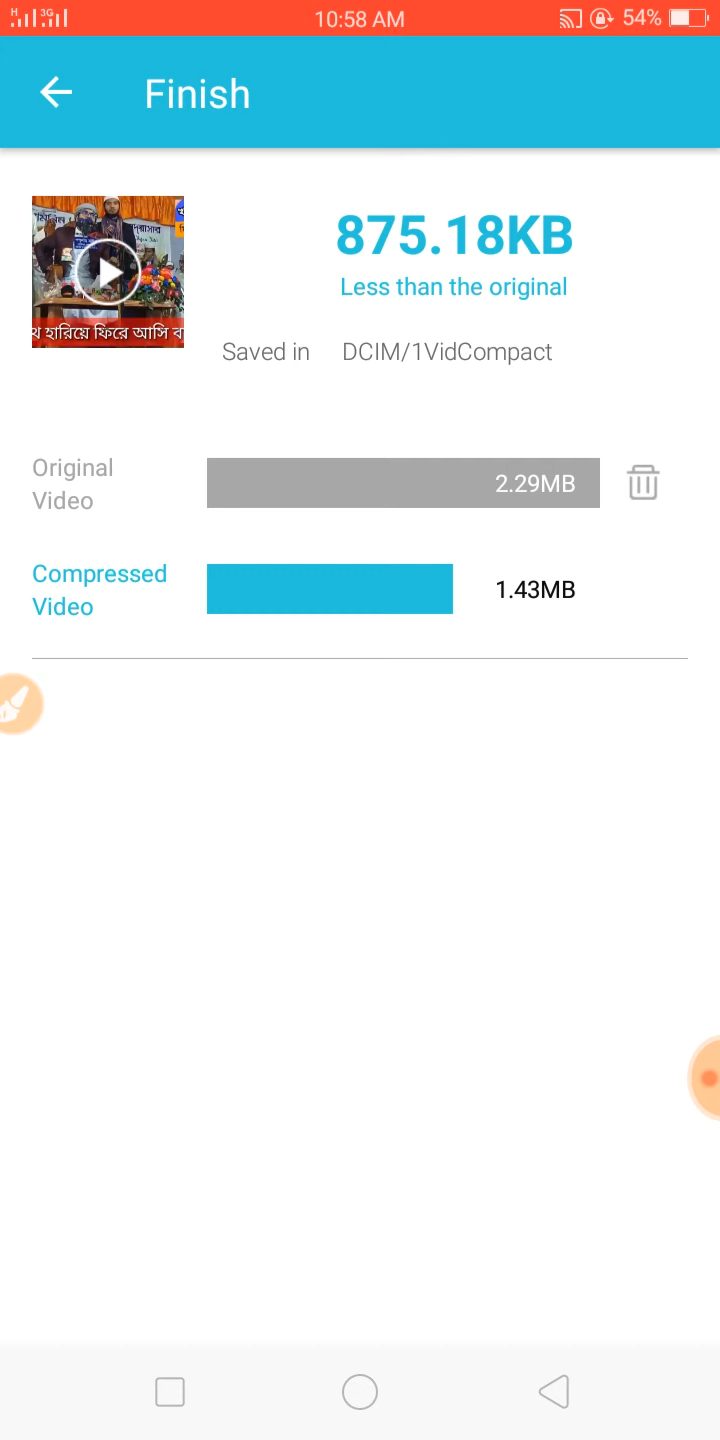 H 3G 10:58 AM 54%
Finish
875.18KB
Less than the original
থ হারিয়ে ফিরে আসি ব
Saved in DCIM/1VidCompact
Original
Video
2.29MB
Compressed
Video
1.43MB